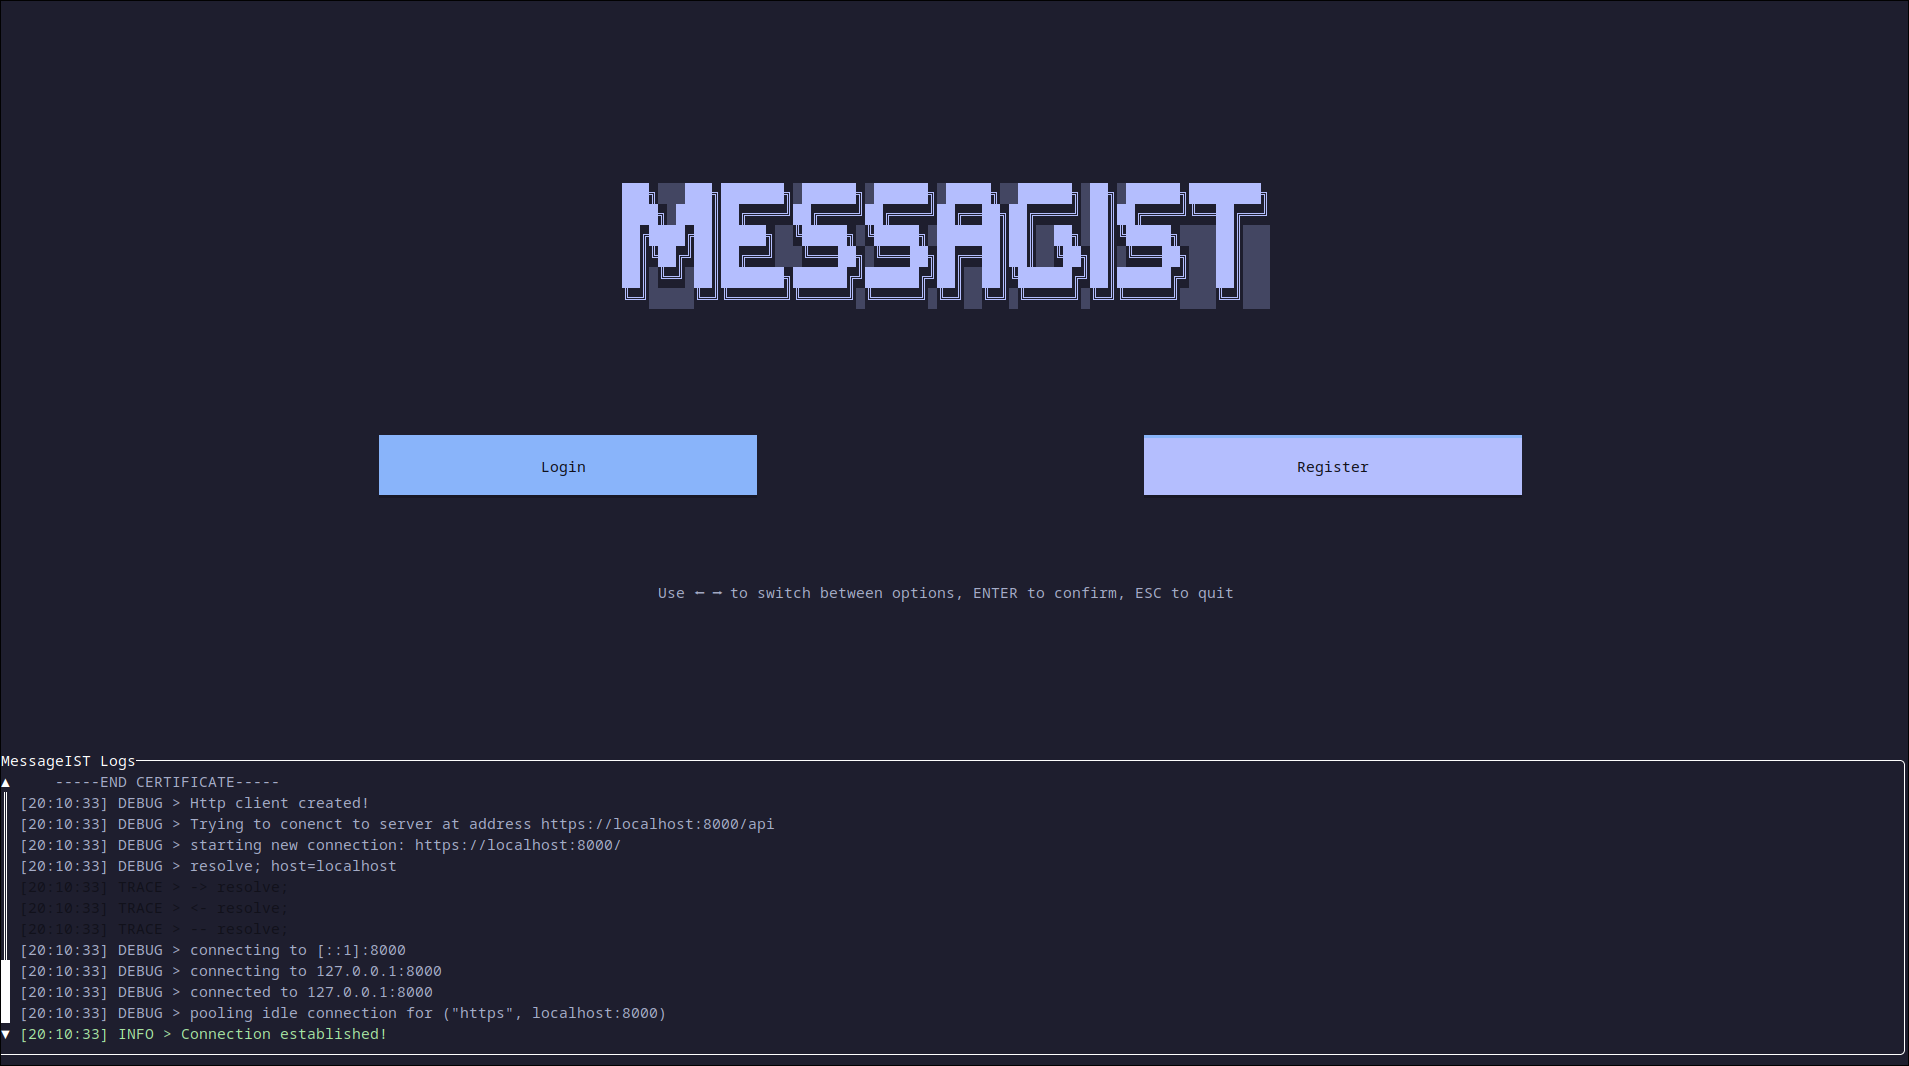 MESSAGIST
Login
Register
Use ← → to switch between options, ENTER to confirm, ESC to quit
MessageIST Logs
-----END CERTIFICATE-----
[20:10:33] DEBUG > Http client created!
[20:10:33] DEBUG > Trying to conenct to server at address https://localhost:8000/api
[20:10:33] DEBUG > starting new connection: https://localhost:8000/
[20:10:33] DEBUG > resolve; host=localhost
[20:10:33] TRACE > -> resolve;
[20:10:33] TRACE > <- resolve;
[20:10:33] TRACE > -- resolve;
[20:10:33] DEBUG > connecting to [::1]:8000
[20:10:33] DEBUG > connecting to 127.0.0.1:8000
[20:10:33] DEBUG > connected to 127.0.0.1:8000
[20:10:33] DEBUG > pooling idle connection for ("https", localhost:8000)
[20:10:33] INFO > Connection established!